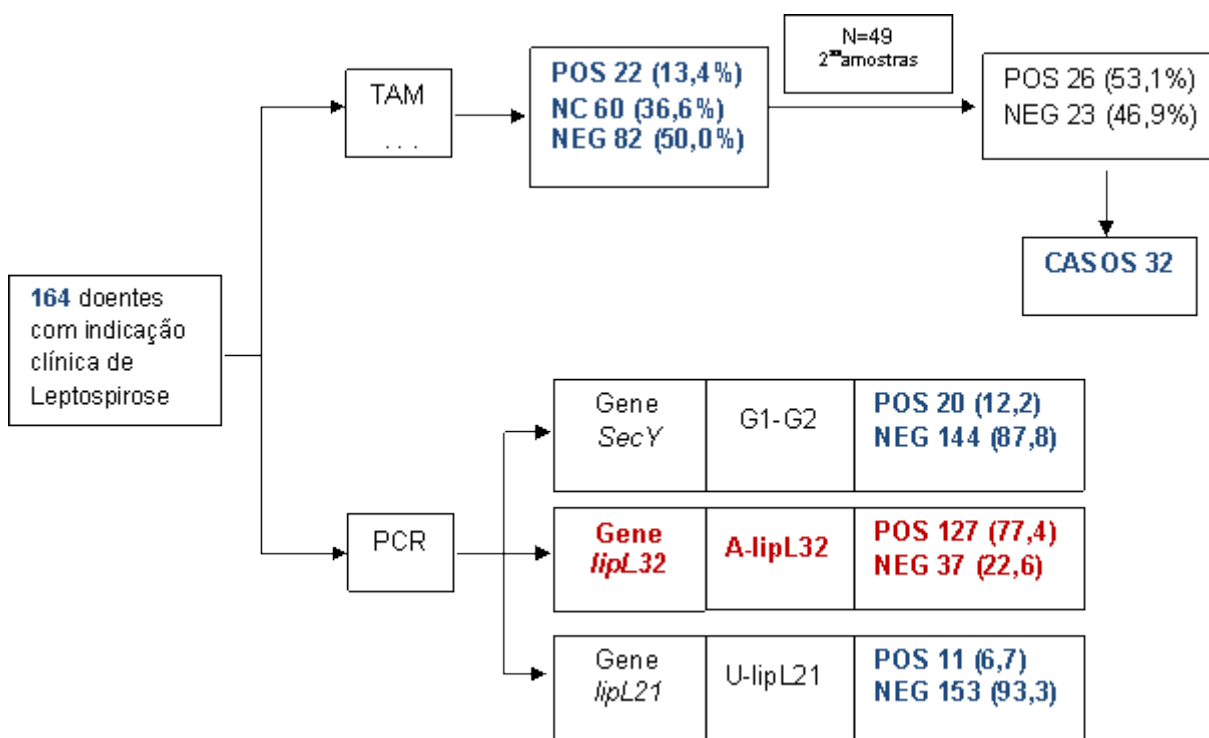 164 doentes
com indicação
clínica de
Leptospirose
TAM
. . .
POS 22 (13,4%)
NC 60 (36,6%)
NEG 82 (50,0%)
N=49
2ªˢamostras
POS 26 (53,1%)
NEG 23 (46,9%)
CASOS 32
PCR
Gene
SecY
G1-G2
POS 20 (12,2)
NEG 144 (87,8)
Gene
lipL32
A-lipL32
POS 127 (77,4)
NEG 37 (22,6)
Gene
lipL21
U-lipL21
POS 11 (6,7)
NEG 153 (93,3)